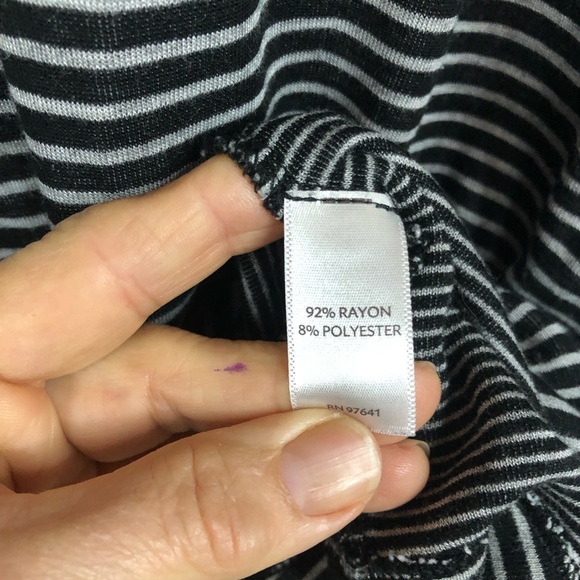 92% RAYON
8% POLYESTER
RN 97641